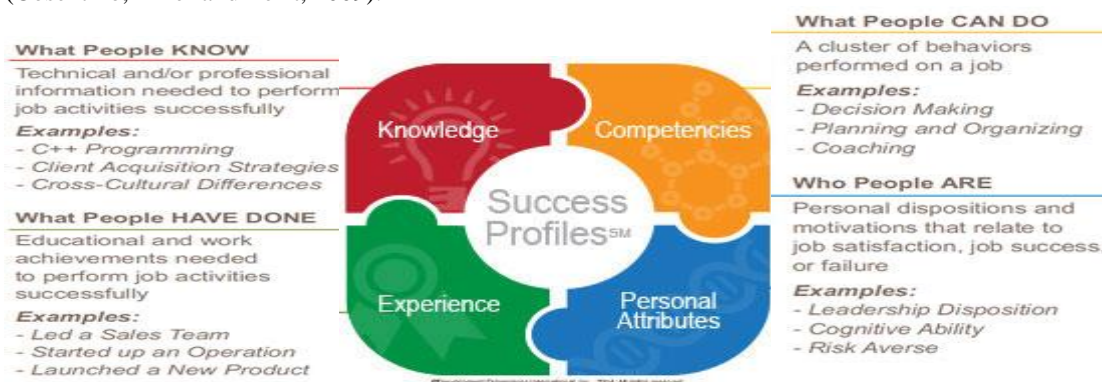 What People KNOW
Technical and/or professional
information needed to perform
job activities successfully
Examples:
- C++ Programming
- Client Acquisition Strategies
- Cross-Cultural Differences
What People HAVE DONE
Educational and work
achievements needed
to perform job activities
successfully
Examples:
- Led a Sales Team
- Started up an Operation
- Launched a New Product
Knowledge
Competencies
Success
Profiles℠
Experience
Personal
Attributes
What People CAN DO
A cluster of behaviors
performed on a job
Examples:
- Decision Making
- Planning and Organizing
- Coaching
Who People ARE
Personal dispositions and
motivations that relate to
job satisfaction, job success,
or failure
Examples:
- Leadership Disposition
- Cognitive Ability
- Risk Averse